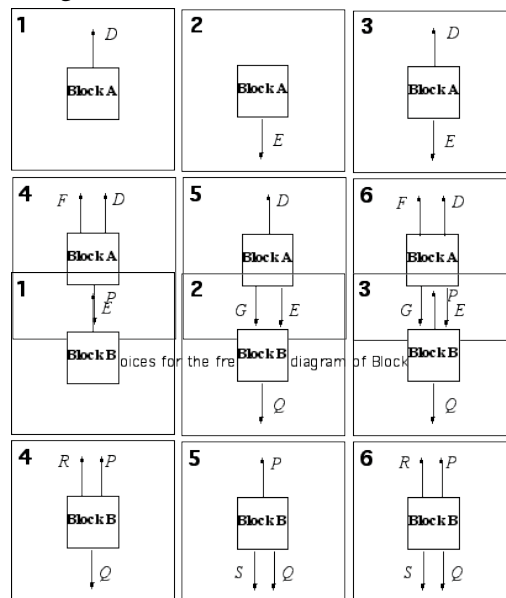 1 2 3
D D
Block A Block A Block A
E E
4 5 6
F D D F D
Block A Block A Block A
1 P 2 3 P
E G E G E
Block B Block B Block B
oices for the fre diagram of Block
Q Q
4 5 6
R P P R P
Block B Block B Block B
Q S Q S Q